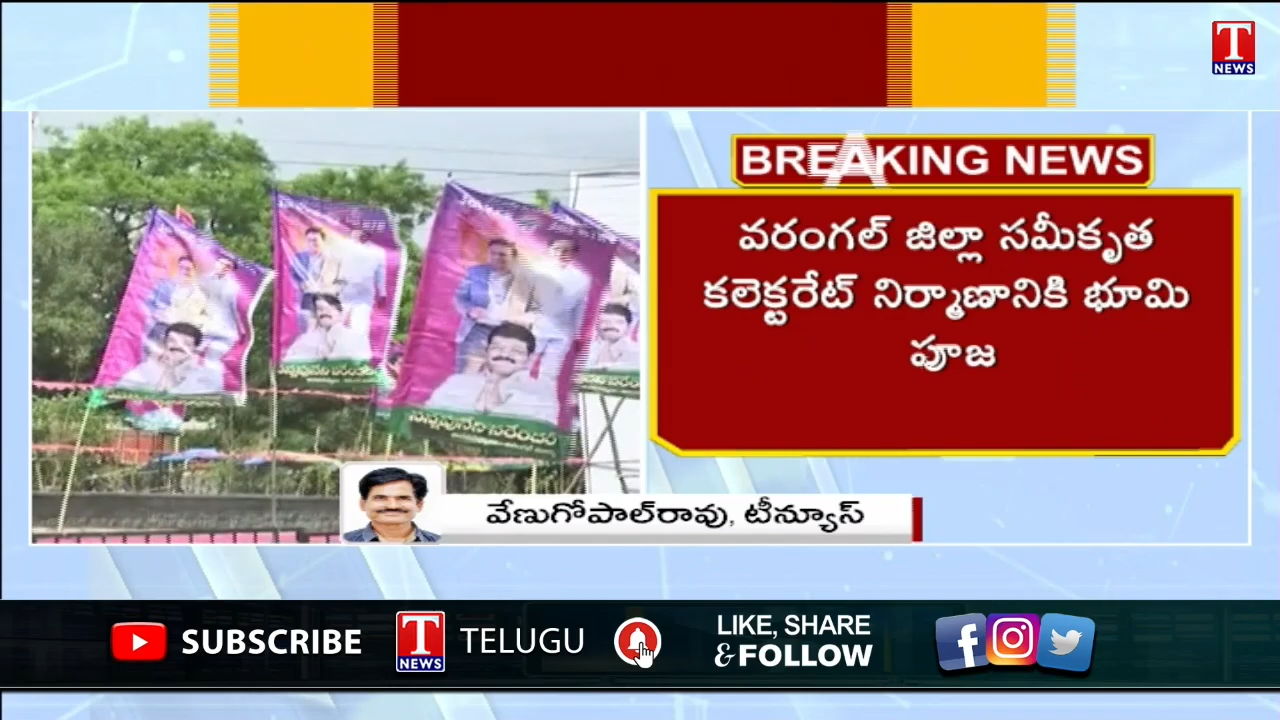 T
NEWS
BREAKING NEWS
వరంగల్ జిల్లా సమీకృత
కలెక్టరేట్ నిర్మాణానికి భూమి
పూజ
వేణుగోపాల్‌రావు, టీన్యూస్
SUBSCRIBE
T
NEWS
TELUGU
LIKE, SHARE
& FOLLOW